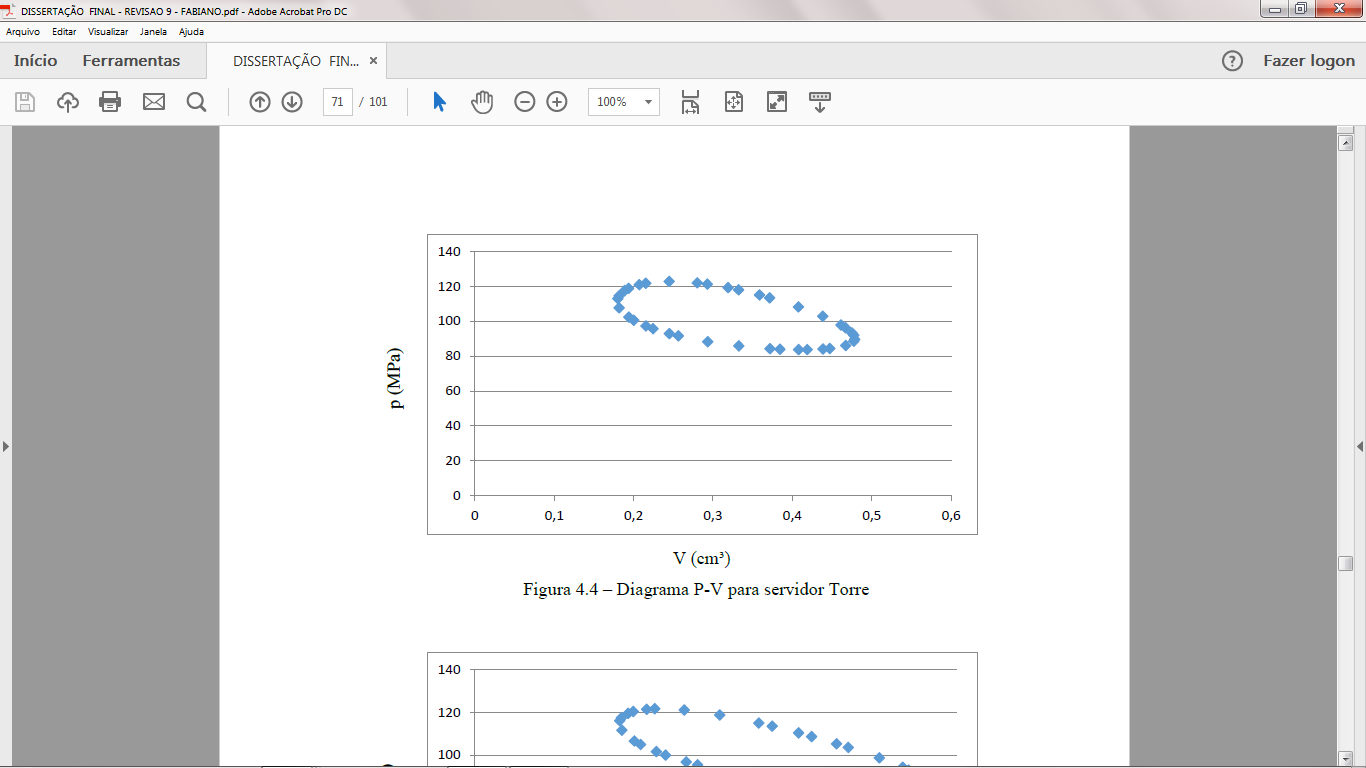 DISSERTAÇÃO FINAL - REVISAO 9 - FABIANO.pdf - Adobe Acrobat Pro DC
Arquivo Editar Visualizar Janela Ajuda
Início Ferramentas DISSERTAÇÃO FIN... × ? Fazer logon
71 / 101 100%
140
120
100
80
60
40
20
0
0 0,1 0,2 0,3 0,4 0,5 0,6
p (MPa)
V (cm³)
Figura 4.4 – Diagrama P-V para servidor Torre
140
120
100